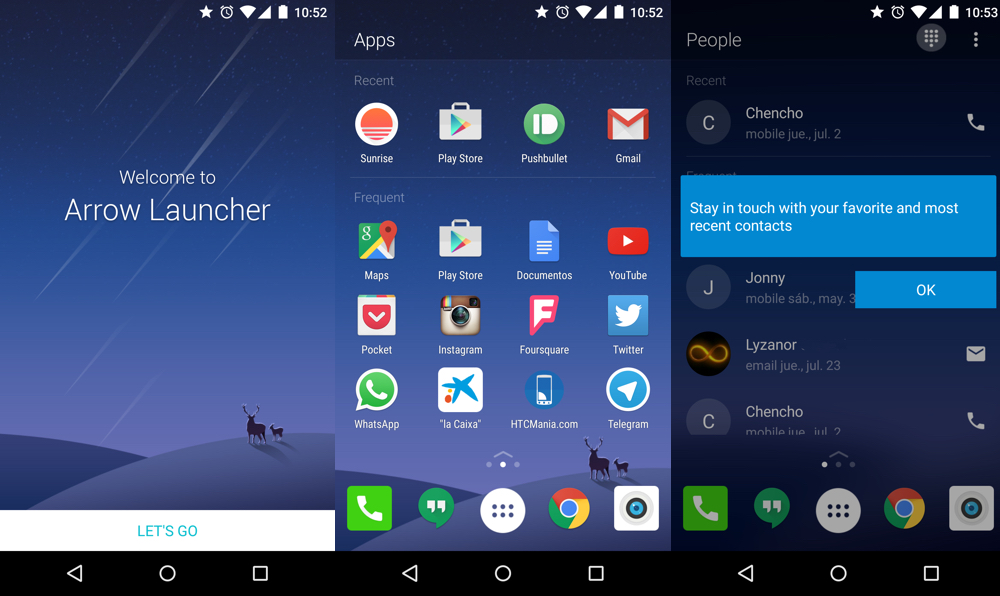 10:52
Welcome to
Arrow Launcher
LET'S GO
10:52
Apps
Recent
Sunrise Play Store Pushbullet Gmail
Frequent
Maps Play Store Documentos YouTube
Pocket Instagram Foursquare Twitter
WhatsApp "la Caixa" HTCMania.com Telegram
10:53
People
Recent
C Chencho
mobile jue., jul. 2
Frequent
Stay in touch with your favorite and most
recent contacts
J Jonny
mobile sáb., may. 3
OK
Lyzanor
email jue., jul. 23
C Chencho
mobile jue., jul. 2